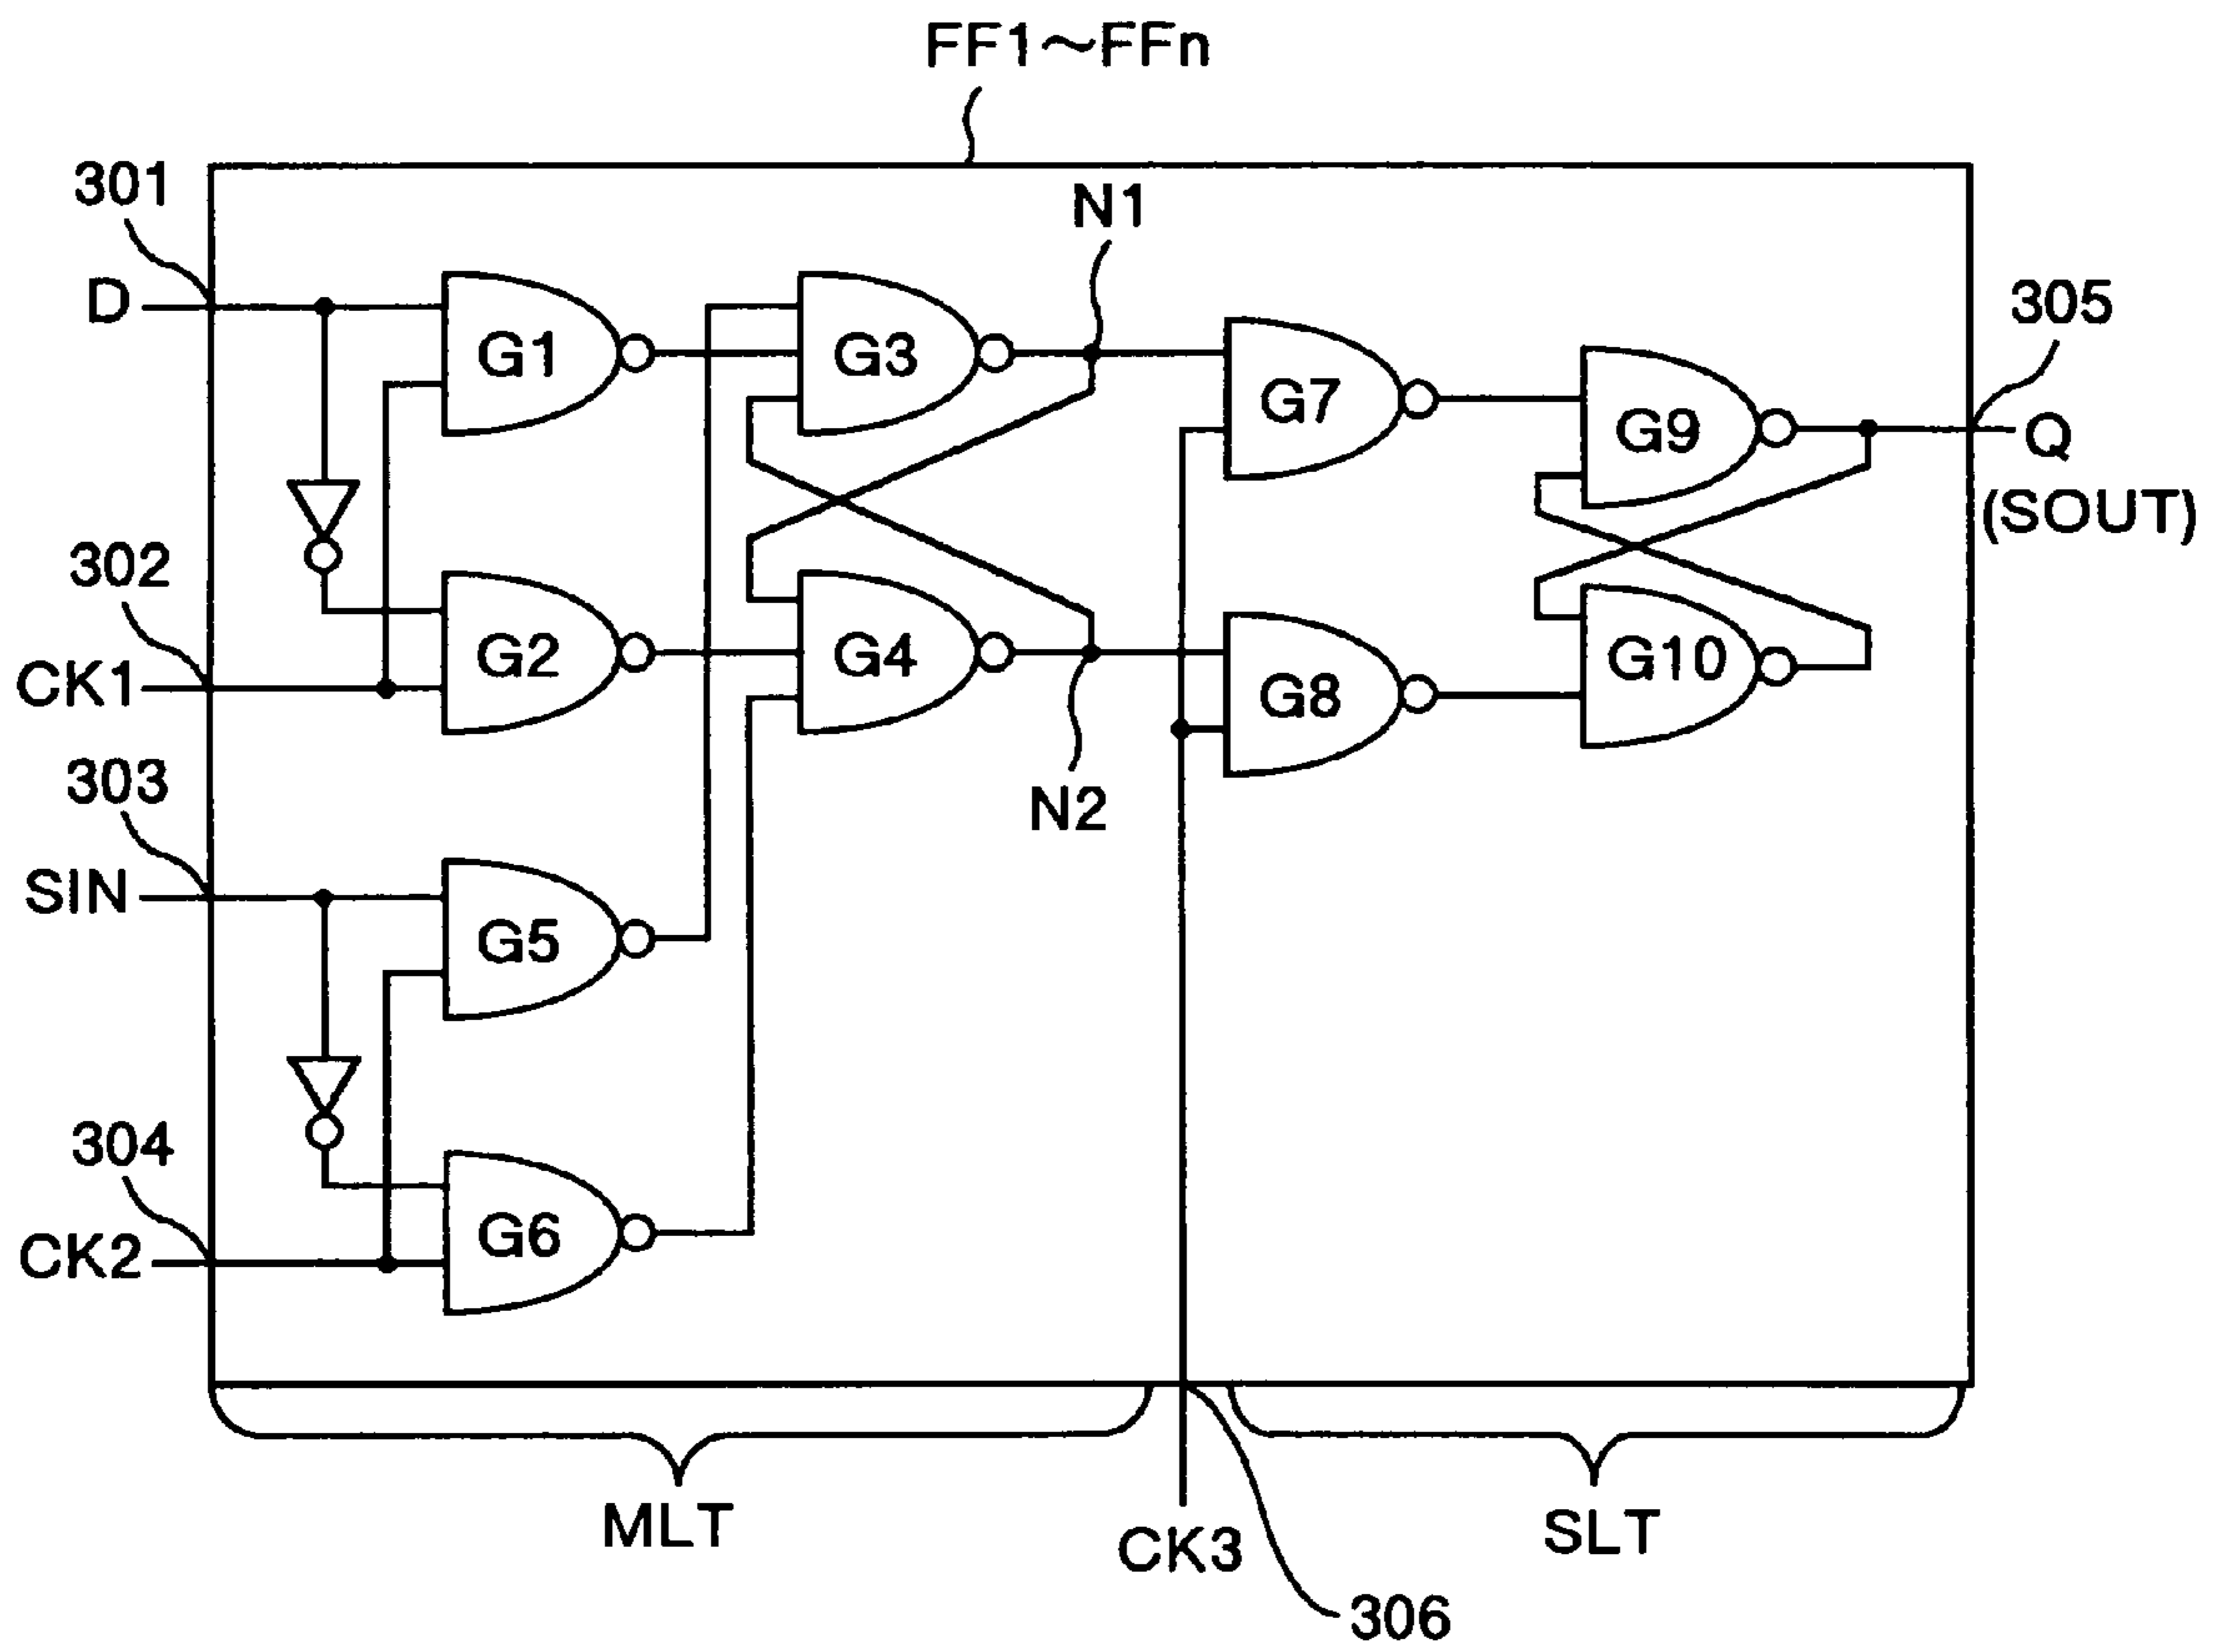 FF1～FFn
301
N1
D
G1
G3
305
G7
G9
Q
(SOUT)
302
CK1
G2
G4
G8
G10
303
N2
SIN
G5
304
CK2
G6
MLT
CK3
SLT
306